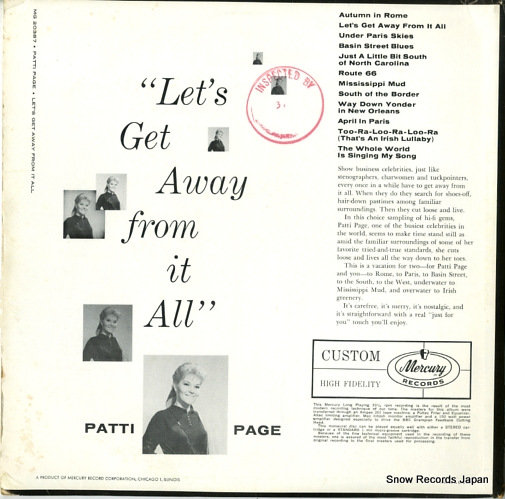 MG 20387 • PATTI PAGE • LET'S GET AWAY FROM IT ALL
"Let's
Get
Away
from
it
All"
INSPECTED BY
PATTI
PAGE
Autumn in Rome
Let's Get Away From It All
Under Paris Skies
Basin Street Blues
Just A Little Bit South
of North Carolina
Route 66
Mississippi Mud
South of the Border
Way Down Yonder
in New Orleans
April In Paris
Too-Ra-Loo-Ra-Loo-Ra
(That's An Irish Lullaby)
The Whole World
Is Singing My Song
Show business celebrities, just like
stenographers, charwomen and tuckpointers,
every once in a while have to get away from
it all. When they do they search for shoes-off,
hair-down pastimes among familiar
surroundings. Then they cut loose and live.
In this choice sampling of hi-fi gems,
Patti Page, one of the busiest celebrities in
the world, seems to make time stand still as
amid the familiar surroundings of some of her
favorite tried-and-true standards, she cuts
loose and lives all the way down to her toes.
This is a vacation for two—for Patti Page
and you—to Rome, to Paris, to Basin Street,
to the South, to the West, underwater to
Mississippi Mud, and overwater to Irish
greenery.
It's carefree, it's merry, it's nostalgic, and
it's straightforward with a real "just for
you" touch you'll enjoy.
CUSTOM
HIGH FIDELITY
Mercury
RECORDS
A PRODUCT OF MERCURY RECORD CORPORATION, CHICAGO 1, ILLINOIS
Snow Records Japan